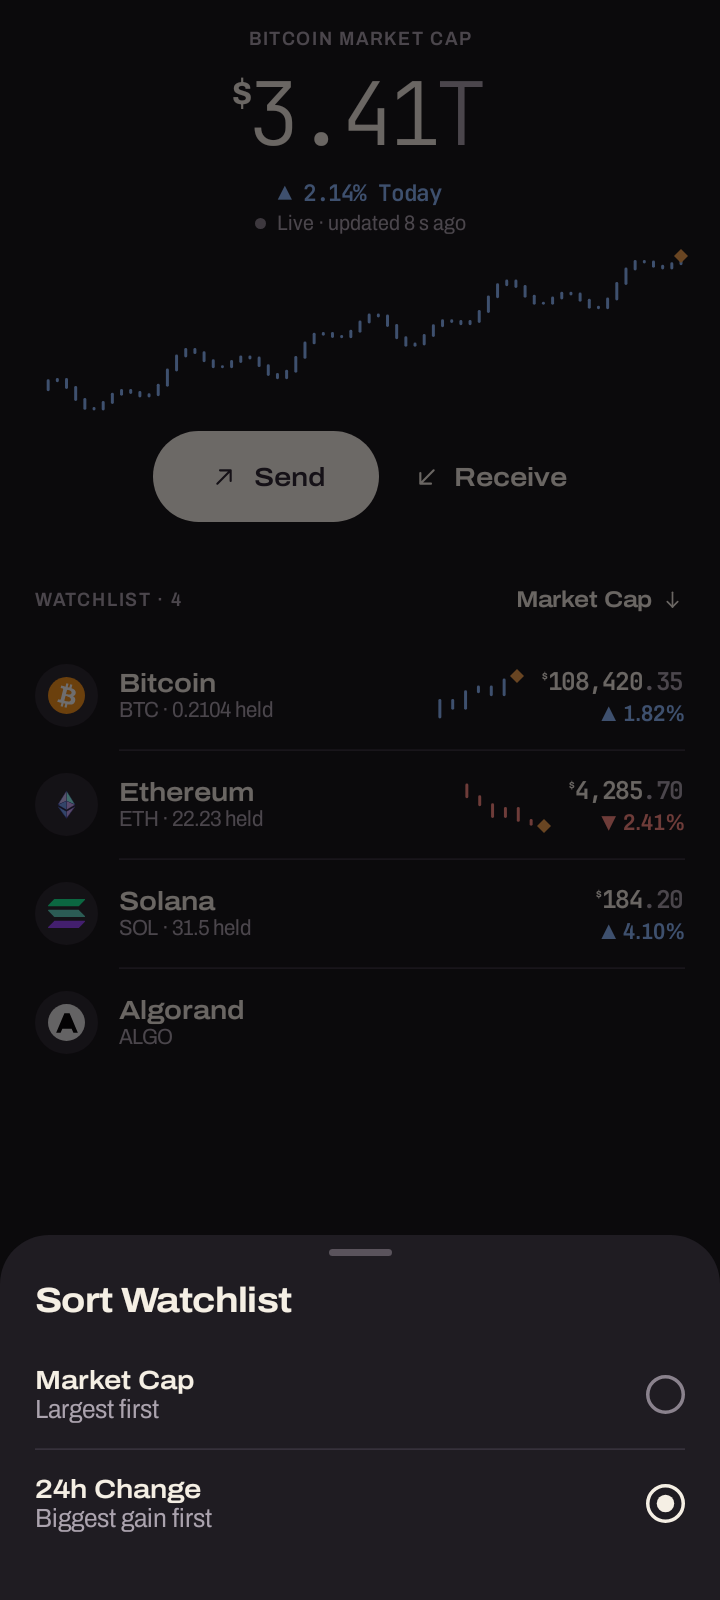 BITCOIN MARKET CAP
$3.41T
▲ 2.14% Today
Live · updated 8 s ago
↗ Send
↙ Receive
WATCHLIST · 4
Market Cap ↓
Bitcoin
$108,420.35
BTC · 0.2104 held
▲ 1.82%
Ethereum
$4,285.70
ETH · 22.23 held
▼ 2.41%
Solana
$184.20
SOL · 31.5 held
▲ 4.10%
Algorand
ALGO
Sort Watchlist
Market Cap
Largest first
24h Change
Biggest gain first